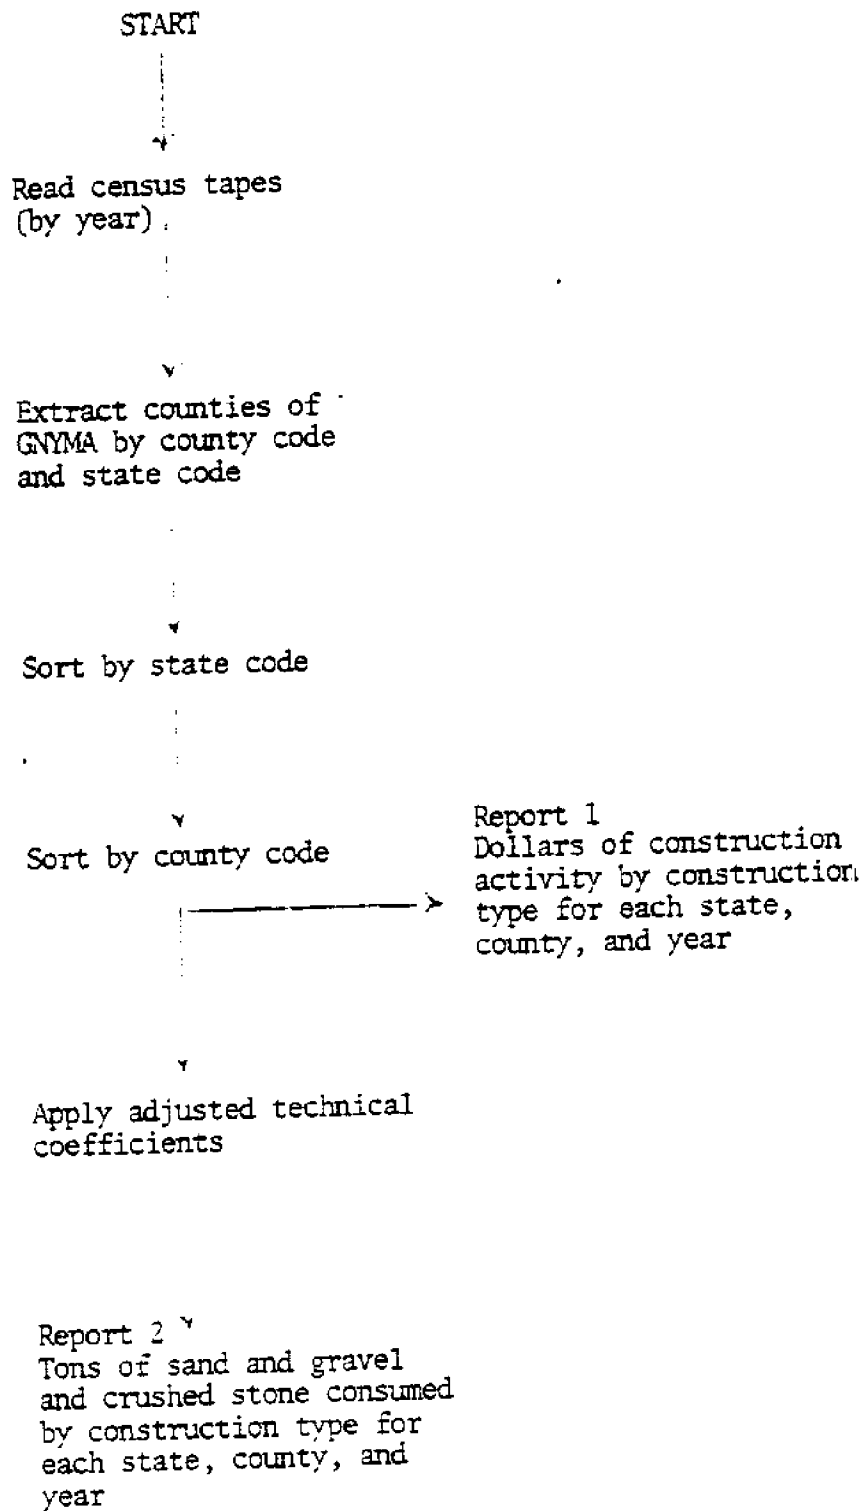 START
Read census tapes
(by year)
Extract counties of
GNYMA by county code
and state code
Sort by state code
Sort by county code
Report 1
Dollars of construction
activity by construction
type for each state,
county, and year
Apply adjusted technical
coefficients
Report 2
Tons of sand and gravel
and crushed stone consumed
by construction type for
each state, county, and
year